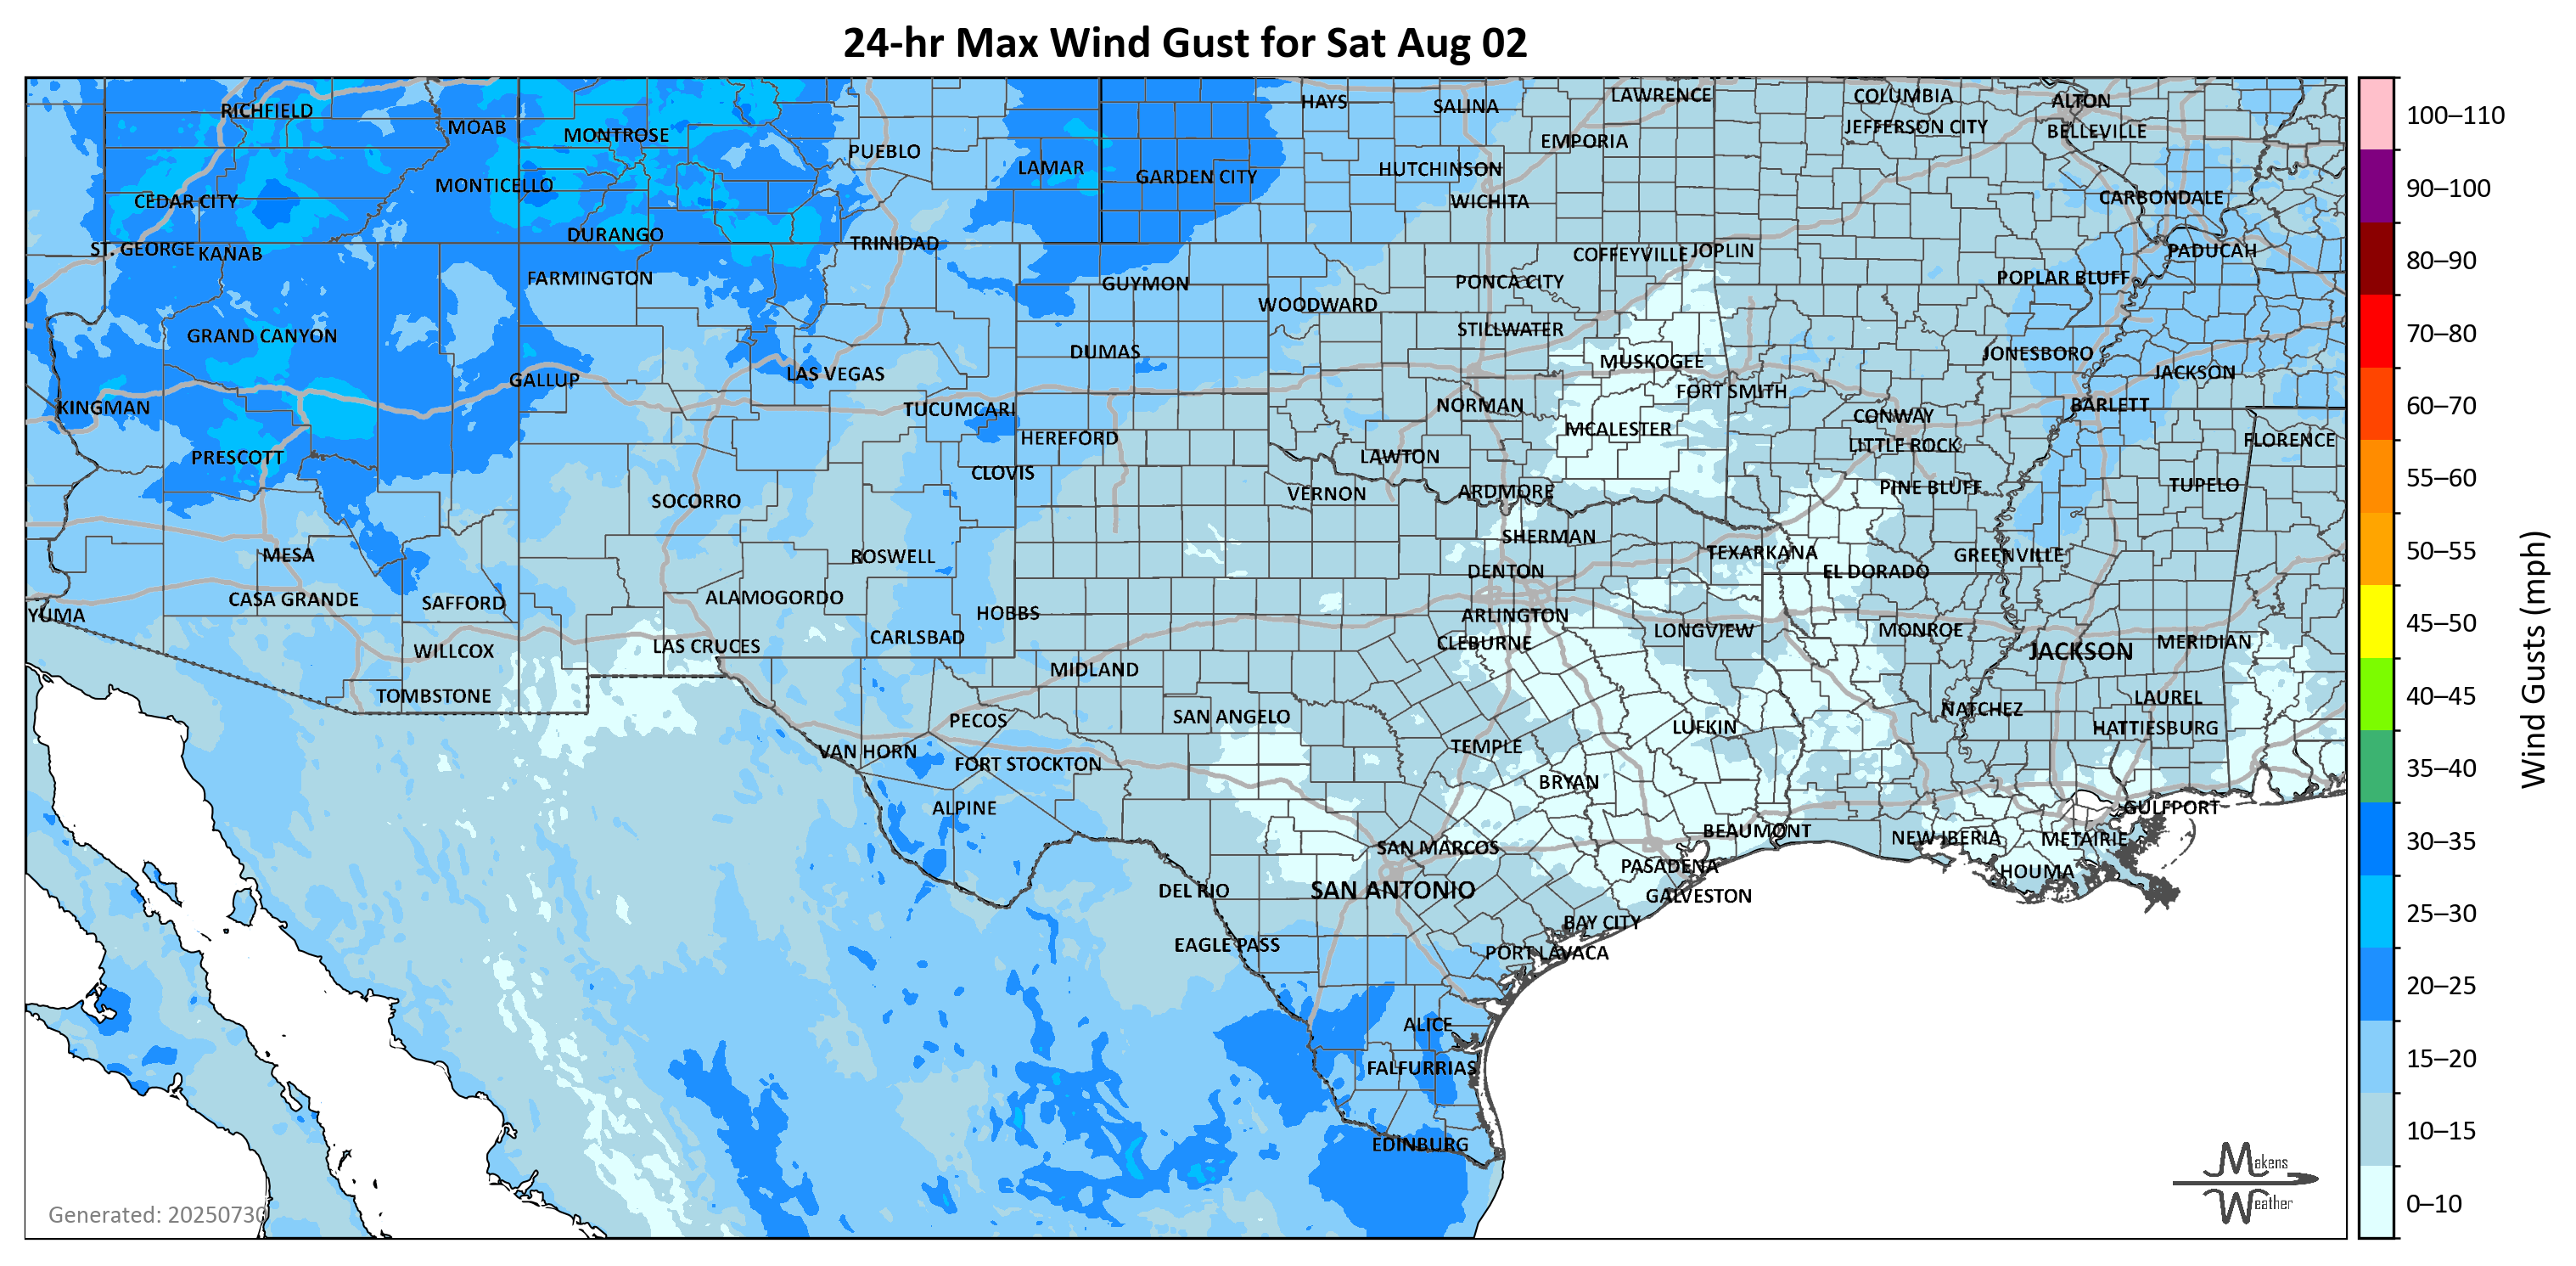 24-hr Max Wind Gust for Sat Aug 02
RICHFIELD
MOAB
MONTROSE
PUEBLO
LAMAR
GARDEN CITY
HAYS
SALINA
LAWRENCE
EMPORIA
COLUMBIA
JEFFERSON CITY
ALTON
BELLEVILLE
HUTCHINSON
WICHITA
CARBONDALE
CEDAR CITY
MONTICELLO
DURANGO
TRINIDAD
ST. GEORGE
KANAB
FARMINGTON
GUYMON
WOODWARD
PONCA CITY
COFFEYVILLE
JOPLIN
POPLAR BLUFF
PADUCAH
GRAND CANYON
STILLWATER
DUMAS
MUSKOGEE
JONESBORO
JACKSON
GALLUP
LAS VEGAS
FORT SMITH
KINGMAN
TUCUMCARI
NORMAN
CONWAY
BARLETT
HEREFORD
MCALESTER
LITTLE ROCK
FLORENCE
PRESCOTT
CLOVIS
LAWTON
SOCORRO
VERNON
ARDMORE
PINE BLUFF
TUPELO
MESA
ROSWELL
SHERMAN
TEXARKANA
GREENVILLE
DENTON
EL DORADO
CASA GRANDE
SAFFORD
ALAMOGORDO
HOBBS
YUMA
ARLINGTON
CLEBURNE
LONGVIEW
MONROE
WILLCOX
LAS CRUCES
CARLSBAD
JACKSON
MERIDIAN
MIDLAND
TOMBSTONE
LAUREL
PECOS
SAN ANGELO
NATCHEZ
HATTIESBURG
LUFKIN
VAN HORN
TEMPLE
FORT STOCKTON
BRYAN
ALPINE
GULFPORT
BEAUMONT
NEW IBERIA
METAIRIE
SAN MARCOS
PASADENA
HOUMA
DEL RIO
SAN ANTONIO
GALVESTON
BAY CITY
EAGLE PASS
PORT LAVACA
ALICE
FALFURRIAS
EDINBURG
Generated: 20250730
Makens
Weather
100–110
90–100
80–90
70–80
60–70
55–60
50–55
45–50
40–45
35–40
30–35
25–30
20–25
15–20
10–15
0–10
Wind Gusts (mph)